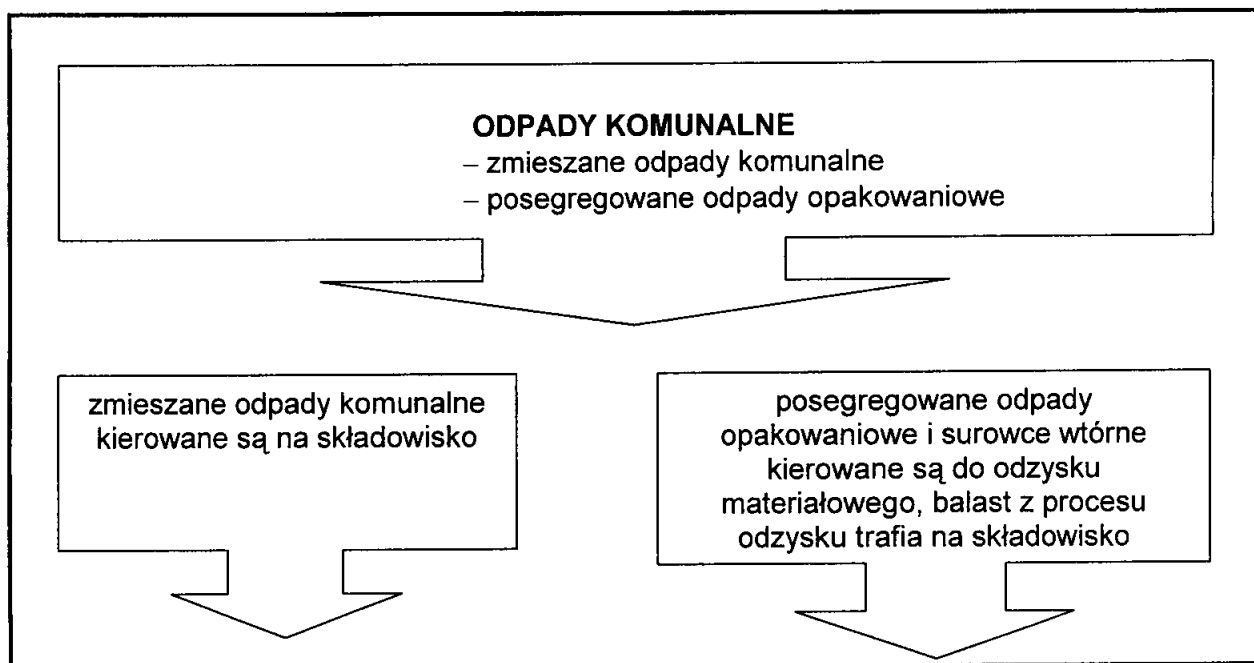 ODPADY KOMUNALNE
– zmieszane odpady komunalne
– posegregowane odpady opakowaniowe
zmieszane odpady komunalne
kierowane są na składowisko
posegregowane odpady
opakowaniowe i surowce wtórne
kierowane są do odzysku
materiałowego, balast z procesu
odzysku trafia na składowisko